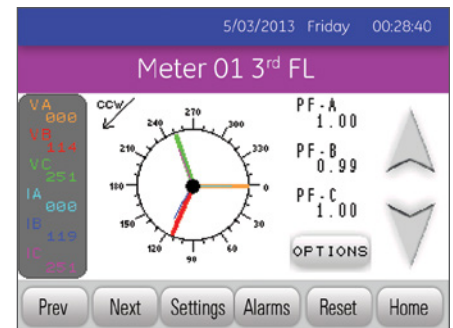 5/03/2013 Friday 00:28:40
Meter 01 3rd FL
VA
000
VB
114
VC
251
IA
000
IB
119
IC
251
CCW
270
300
330
0
30
60
90
120
150
180
210
240
PF-A
1.00
PF-B
0.99
PF-C
1.00
OPTIONS
Prev Next Settings Alarms Reset Home